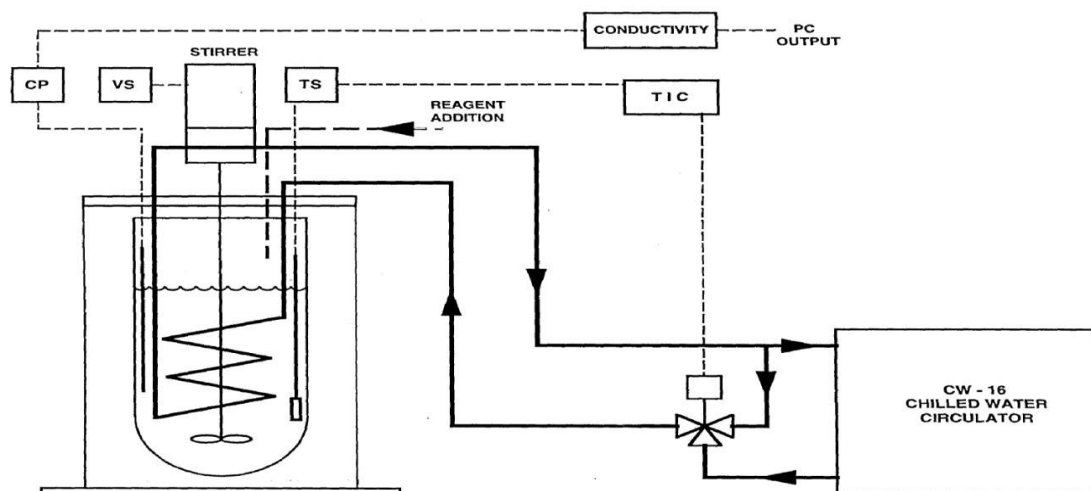 CONDUCTIVITY
PC
OUTPUT
STIRRER
CP
VS
TS
TIC
REAGENT
ADDITION
CW - 16
CHILLED WATER
CIRCULATOR